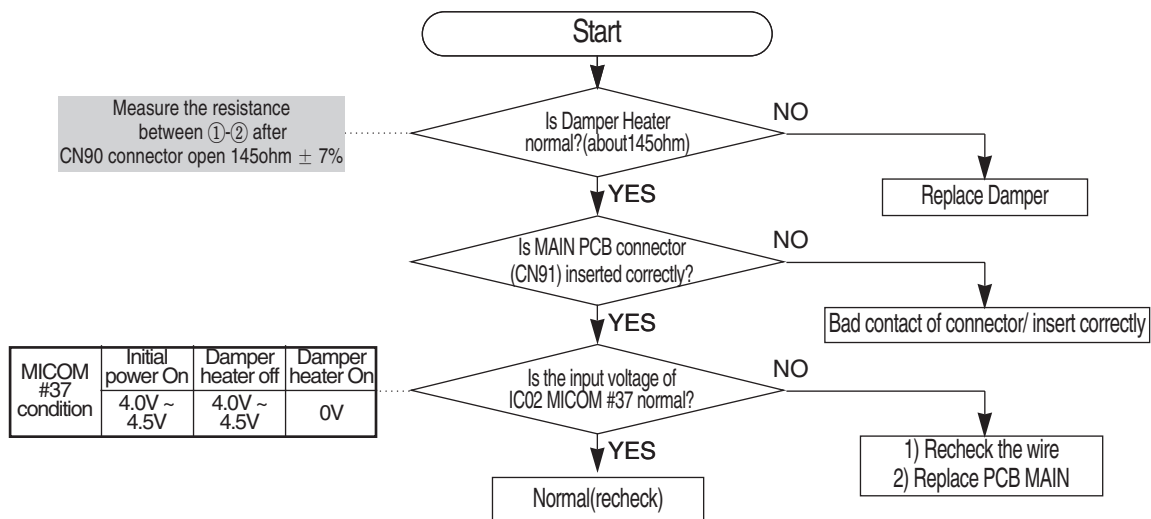 Start
Measure the resistance
between ①-② after
CN90 connector open 145ohm ± 7%
Is Damper Heater
normal?(about145ohm)
NO
Replace Damper
YES
Is MAIN PCB connector
(CN91) inserted correctly?
NO
Bad contact of connector/ insert correctly
YES
MICOM
#37
condition
Initial
power On
Damper
heater off
Damper
heater On
4.0V ~
4.5V
4.0V ~
4.5V
0V
Is the input voltage of
IC02 MICOM #37 normal?
NO
1) Recheck the wire
2) Replace PCB MAIN
YES
Normal(recheck)